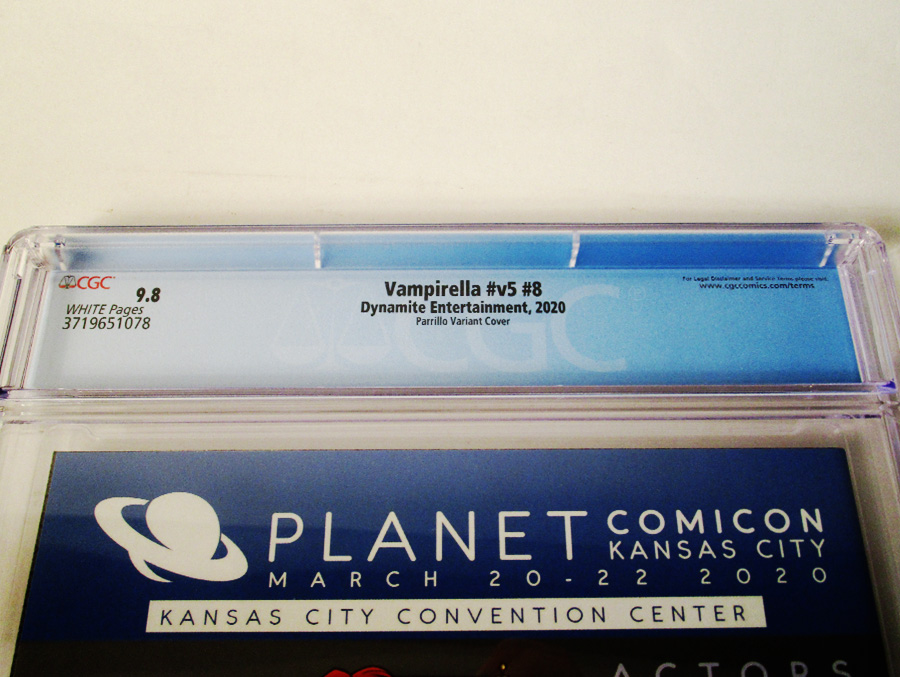 CGC
9.8
WHITE Pages
3719651078
Vampirella #v5 #8
Dynamite Entertainment, 2020
Parrillo Variant Cover
For Legal Disclaimer and Service Terms please visit,
www.cgccomics.com/terms
CGC
PLANET COMICON
KANSAS CITY
MARCH 20-22 2020
KANSAS CITY CONVENTION CENTER
ACTORS